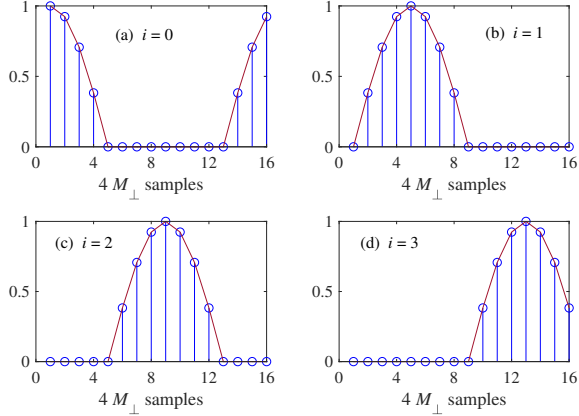 1
0.5
0
(a) i = 0
0 4 8 12 16
4 M⊥ samples
1
0.5
0
(b) i = 1
0 4 8 12 16
4 M⊥ samples
1
0.5
0
(c) i = 2
0 4 8 12 16
4 M⊥ samples
1
0.5
0
(d) i = 3
0 4 8 12 16
4 M⊥ samples